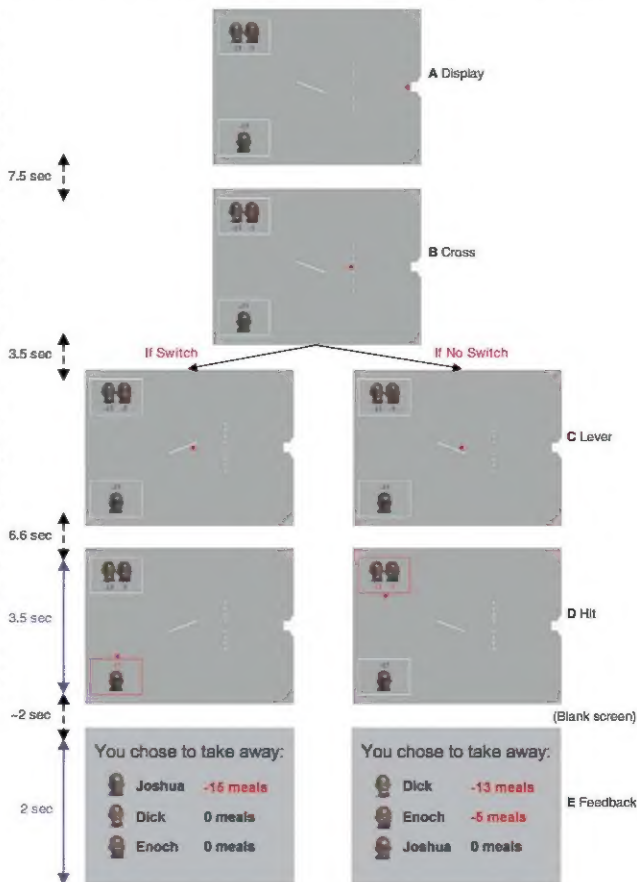 A Display
7.5 sec
B Cross
3.5 sec
If Switch
If No Switch
C Lever
6.6 sec
3.5 sec
D Hit
~2 sec
(Blank screen)
You chose to take away:
Joshua -15 meals
Dick 0 meals
Enoch 0 meals
You chose to take away:
Dick -13 meals
Enoch -5 meals
Joshua 0 meals
2 sec
E Feedback